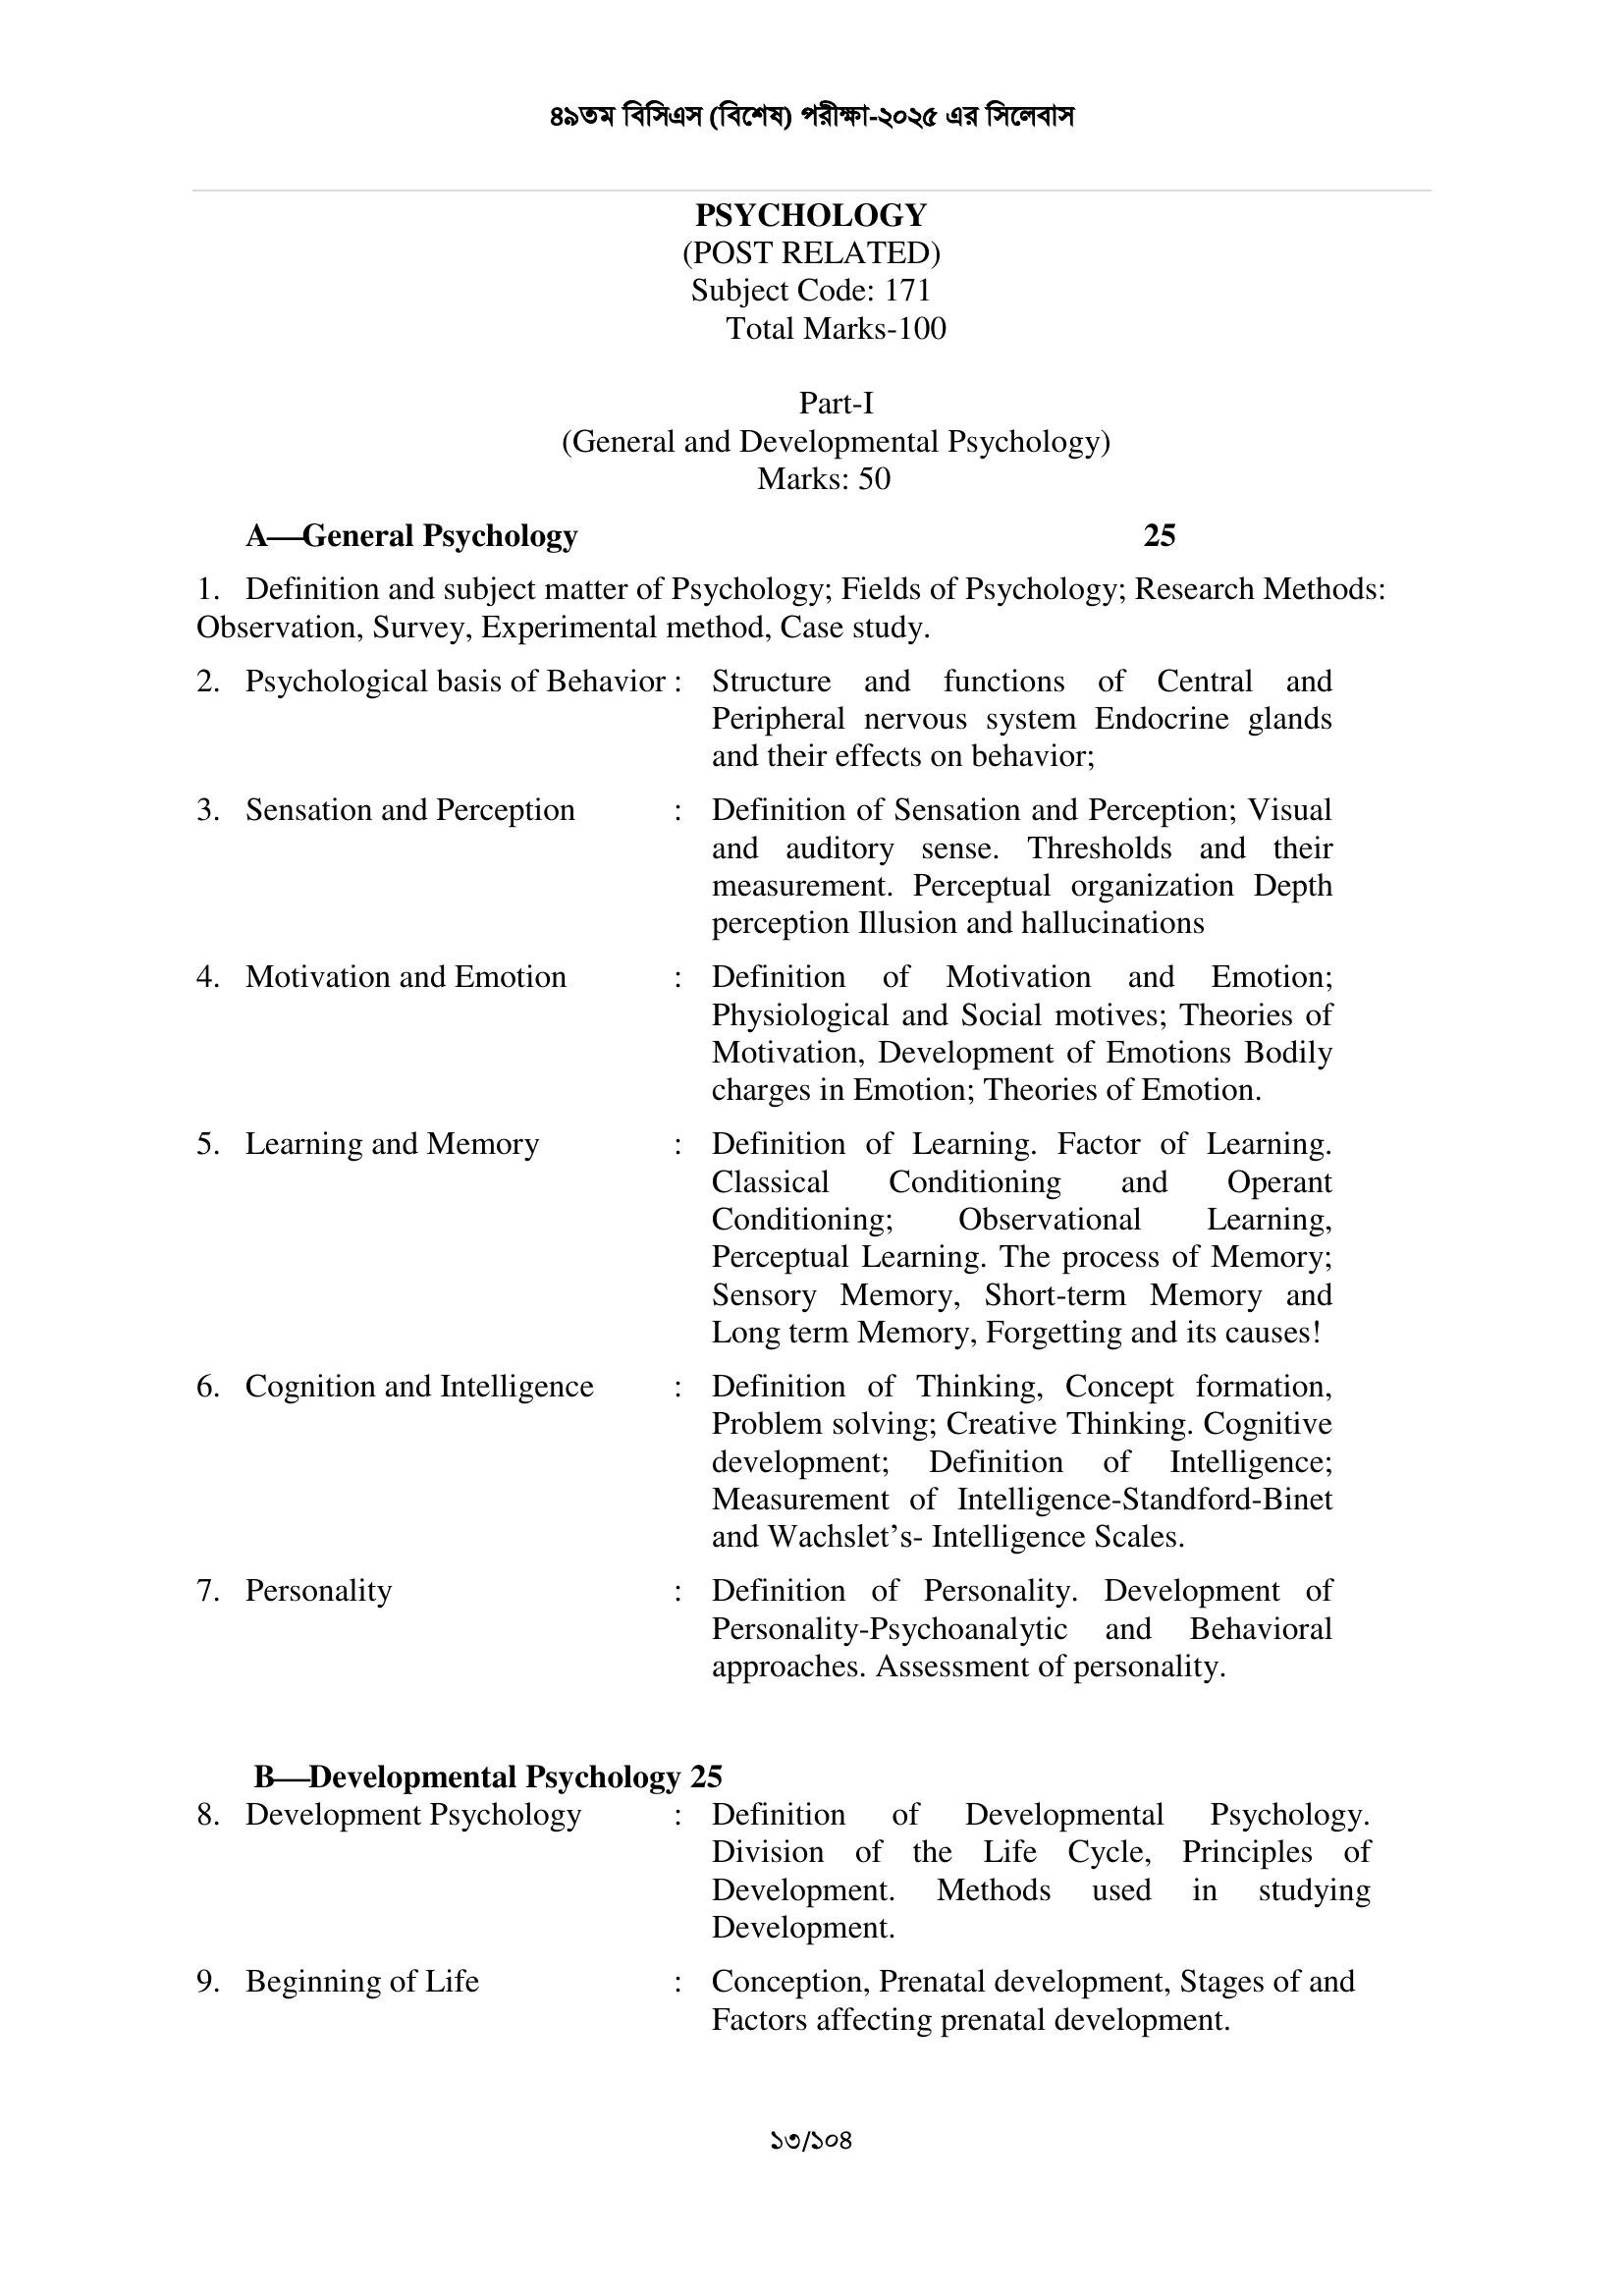 ৪৯তম বিসিএস (বিশেষ) পরীক্ষা-২০২৫ এর সিলেবাস
PSYCHOLOGY
(POST RELATED)
Subject Code: 171
Total Marks-100
Part-I
(General and Developmental Psychology)
Marks: 50
A—General Psychology 25
1. Definition and subject matter of Psychology; Fields of Psychology; Research Methods:
Observation, Survey, Experimental method, Case study.
2. Psychological basis of Behavior : Structure and functions of Central and
Peripheral nervous system Endocrine glands
and their effects on behavior;
3. Sensation and Perception : Definition of Sensation and Perception; Visual
and auditory sense. Thresholds and their
measurement. Perceptual organization Depth
perception Illusion and hallucinations
4. Motivation and Emotion : Definition of Motivation and Emotion;
Physiological and Social motives; Theories of
Motivation, Development of Emotions Bodily
charges in Emotion; Theories of Emotion.
5. Learning and Memory : Definition of Learning. Factor of Learning.
Classical Conditioning and Operant
Conditioning; Observational Learning,
Perceptual Learning. The process of Memory;
Sensory Memory, Short-term Memory and
Long term Memory, Forgetting and its causes!
6. Cognition and Intelligence : Definition of Thinking, Concept formation,
Problem solving; Creative Thinking. Cognitive
development; Definition of Intelligence;
Measurement of Intelligence-Standford-Binet
and Wachslet’s- Intelligence Scales.
7. Personality : Definition of Personality. Development of
Personality-Psychoanalytic and Behavioral
approaches. Assessment of personality.
B—Developmental Psychology 25
8. Development Psychology : Definition of Developmental Psychology.
Division of the Life Cycle, Principles of
Development. Methods used in studying
Development.
9. Beginning of Life : Conception, Prenatal development, Stages of and
Factors affecting prenatal development.
১৩/১০৪